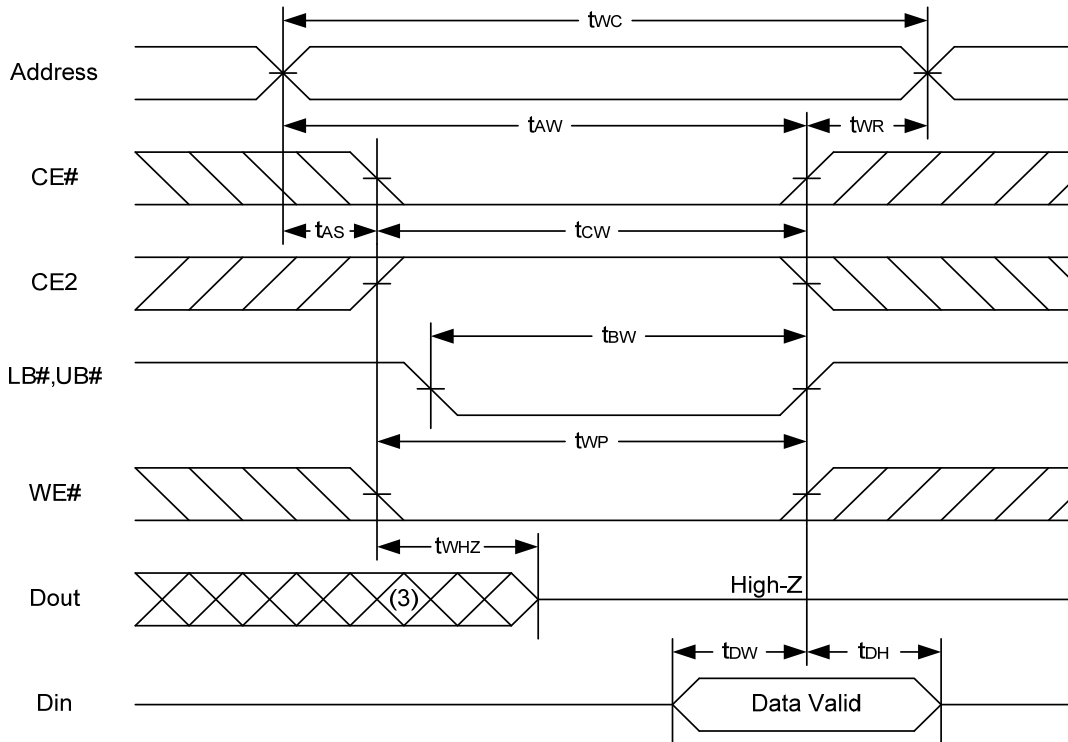 tWC
Address
tAW
tWR
CE#
tAS
tCW
CE2
tBW
LB#,UB#
tWP
WE#
tWHZ
Dout
(3)
High-Z
tDW
tDH
Din
Data Valid